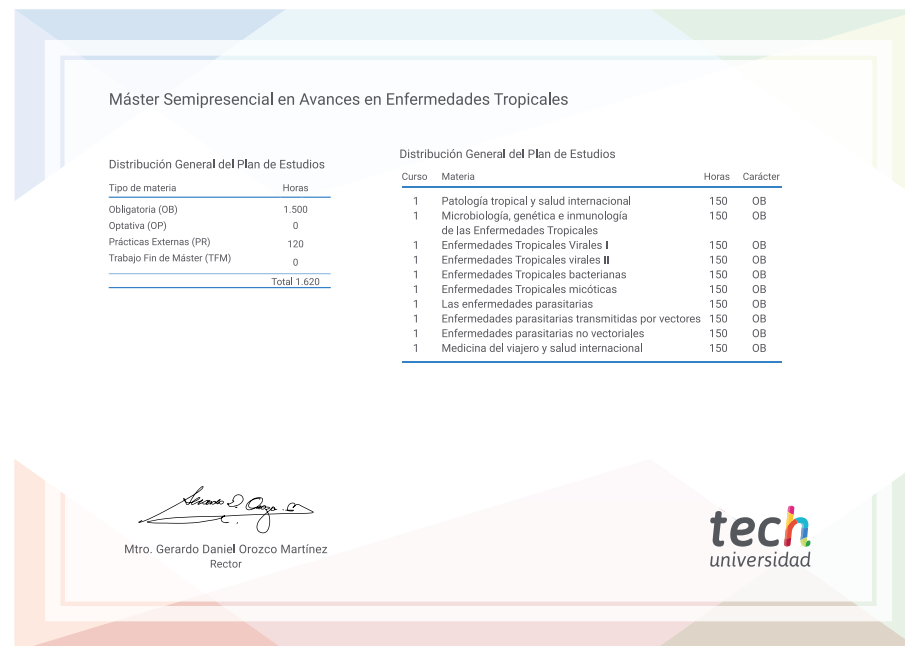 Máster Semipresencial en Avances en Enfermedades Tropicales
Distribución General del Plan de Estudios
Tipo de materia Horas
Obligatoria (OB) 1.500
Optativa (OP) 0
Prácticas Externas (PR) 120
Trabajo Fin de Máster (TFM) 0
Total 1.620
Distribución General del Plan de Estudios
Curso Materia Horas Carácter
1 Patología tropical y salud internacional 150 OB
1 Microbiología, genética e inmunología 150 OB
de las Enfermedades Tropicales
1 Enfermedades Tropicales Virales I 150 OB
1 Enfermedades Tropicales virales II 150 OB
1 Enfermedades Tropicales bacterianas 150 OB
1 Enfermedades Tropicales micóticas 150 OB
1 Las enfermedades parasitarias 150 OB
1 Enfermedades parasitarias transmitidas por vectores 150 OB
1 Enfermedades parasitarias no vectoriales 150 OB
1 Medicina del viajero y salud internacional 150 OB
Mtro. Gerardo Daniel Orozco Martínez
Rector
tech
universidad